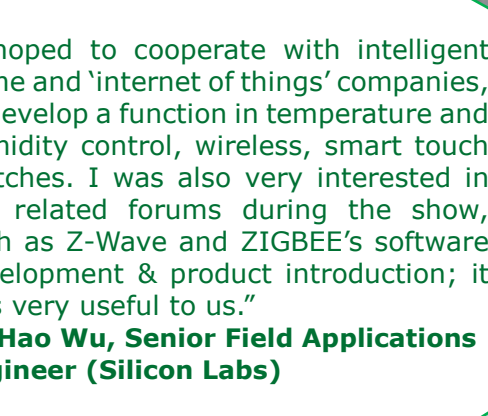 hoped to cooperate with intelligent
me and ‘internet of things’ companies,
evelop a function in temperature and
midity control, wireless, smart touch
tches. I was also very interested in
related forums during the show,
h as Z-Wave and ZIGBEE’s software
elopment & product introduction; it
s very useful to us.”
Hao Wu, Senior Field Applications
gineer (Silicon Labs)